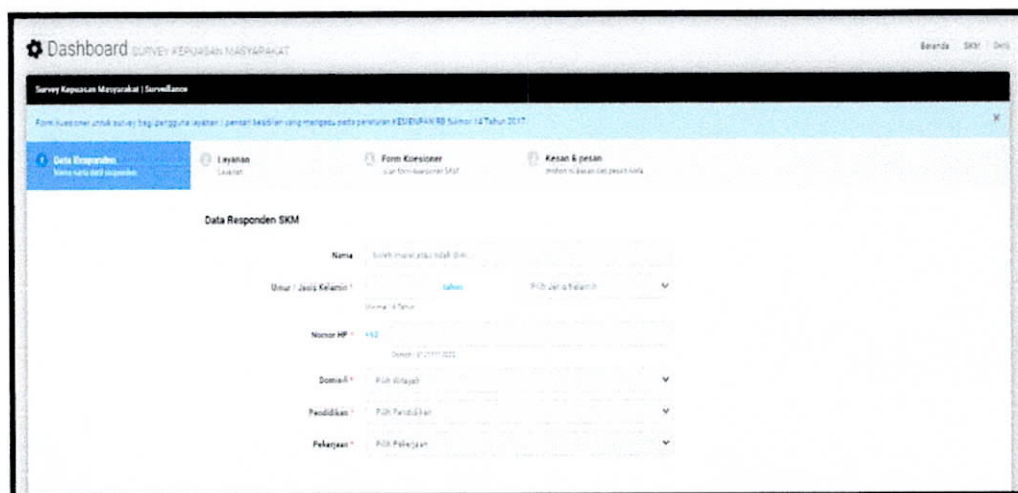 Dashboard SURVEY KEPUASAN MASYARAKAT
Beranda SKM
Survey Kepuasan Masyarakat | Surveillance
Form kuesioner untuk survey bagi pengguna layanan / pencari keadilan yang mengacu pada peraturan KEMENPAN RB Nomor 14 Tahun 2017
1 Data Responden
Layanan
Form Koesioner
Kesan & pesan
Layanan
Data Responden SKM
Nama
Umur / Jenis Kelamin *
tahun
Pilih Jenis Kelamin
Nomor HP *
+62
Domisili *
Pilih Wilayah
Pendidikan *
Pilih Pendidikan
Pekerjaan *
Pilih Pekerjaan